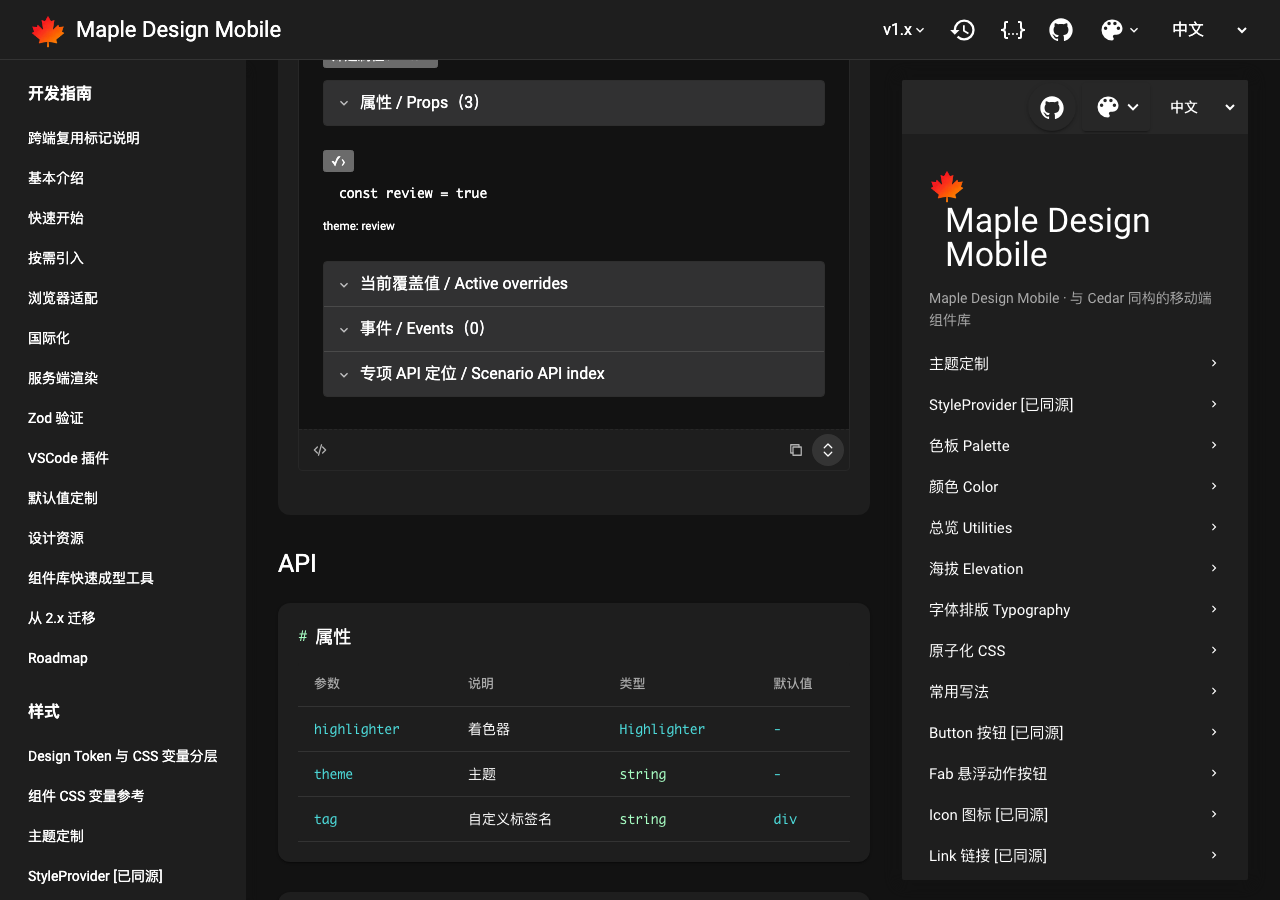 Maple Design Mobile
v1.x
中文
开发指南
跨端复用标记说明
基本介绍
快速开始
按需引入
浏览器适配
国际化
服务端渲染
Zod 验证
VSCode 插件
默认值定制
设计资源
组件库快速成型工具
从 2.x 迁移
Roadmap
样式
Design Token 与 CSS 变量分层
组件 CSS 变量参考
主题定制
StyleProvider [已同源]
属性 / Props（3）
const review = true
theme: review
当前覆盖值 / Active overrides
事件 / Events（0）
专项 API 定位 / Scenario API index
API
# 属性
参数 说明 类型 默认值
highlighter 着色器 Highlighter -
theme 主题 string -
tag 自定义标签名 string div
中文
Maple Design
Mobile
Maple Design Mobile · 与 Cedar 同构的移动端
组件库
主题定制
StyleProvider [已同源]
色板 Palette
颜色 Color
总览 Utilities
海拔 Elevation
字体排版 Typography
原子化 CSS
常用写法
Button 按钮 [已同源]
Fab 悬浮动作按钮
Icon 图标 [已同源]
Link 链接 [已同源]